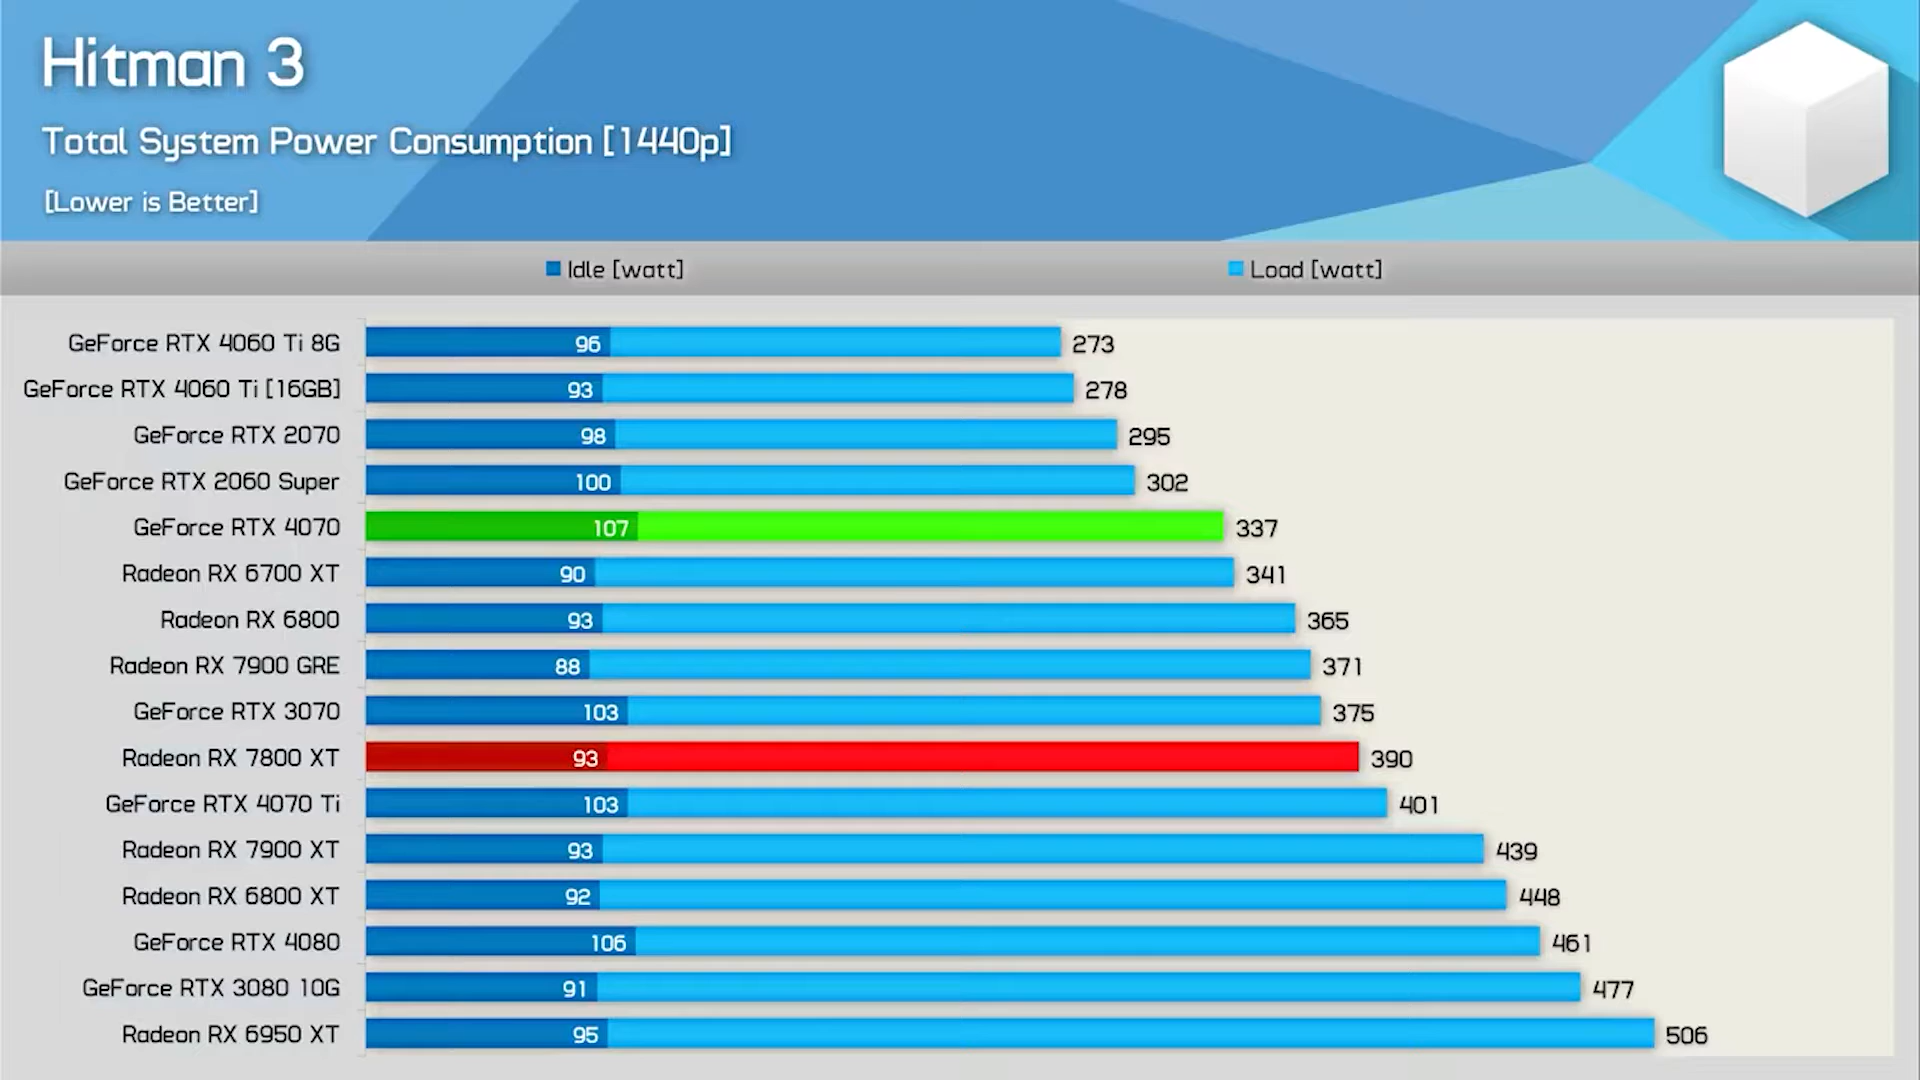 Hitman 3
Total System Power Consumption [1440p]
[Lower is Better]
Idle [watt] Load [watt]
GeForce RTX 4060 Ti 8G 96 273
GeForce RTX 4060 Ti [16GB] 93 278
GeForce RTX 2070 98 295
GeForce RTX 2060 Super 100 302
GeForce RTX 4070 107 337
Radeon RX 6700 XT 90 341
Radeon RX 6800 93 365
Radeon RX 7900 GRE 88 371
GeForce RTX 3070 103 375
Radeon RX 7800 XT 93 390
GeForce RTX 4070 Ti 103 401
Radeon RX 7900 XT 93 439
Radeon RX 6800 XT 92 448
GeForce RTX 4080 106 461
GeForce RTX 3080 10G 91 477
Radeon RX 6950 XT 95 506